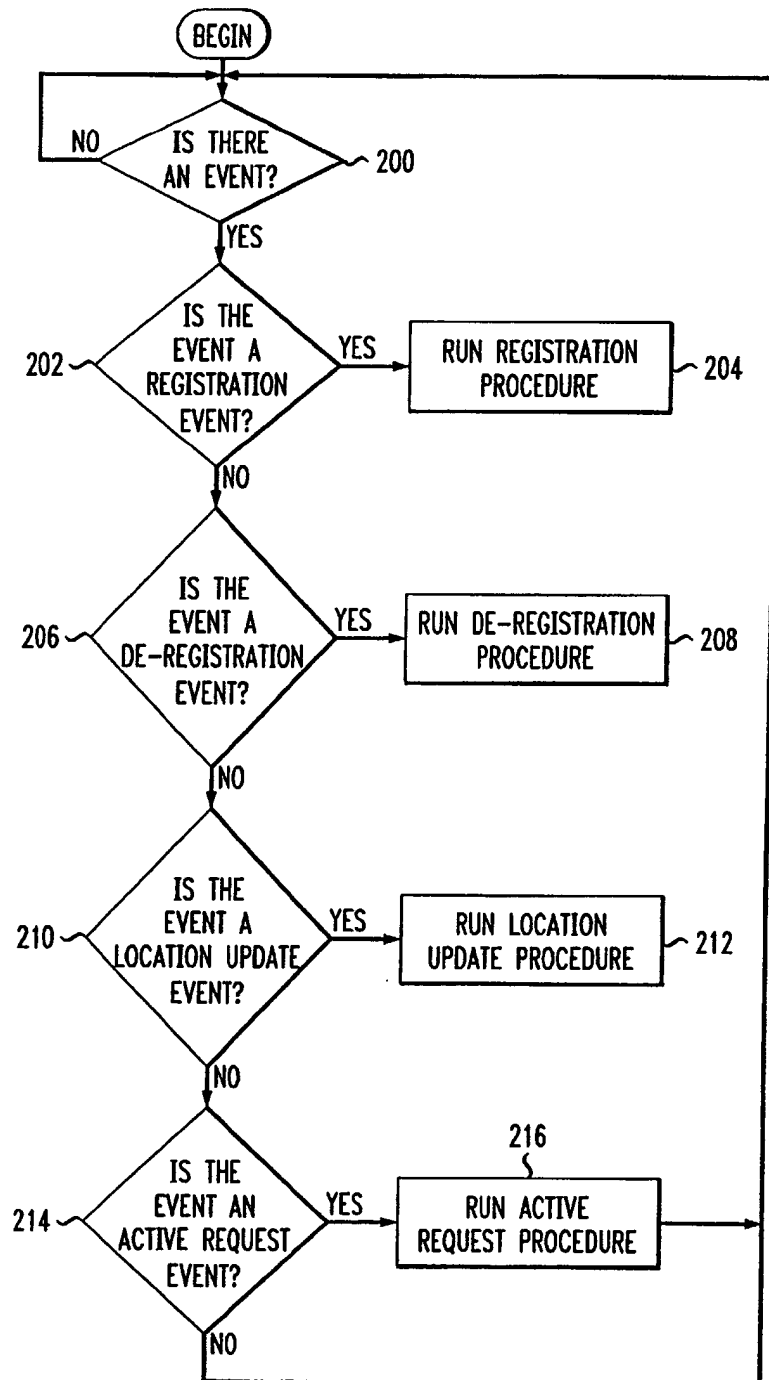 BEGIN
NO
IS THERE
AN EVENT?
200
YES
IS THE
EVENT A
REGISTRATION
EVENT?
202
YES
RUN REGISTRATION
PROCEDURE
204
NO
IS THE
EVENT A
DE-REGISTRATION
EVENT?
206
YES
RUN DE-REGISTRATION
PROCEDURE
208
NO
IS THE
EVENT A
LOCATION UPDATE
EVENT?
210
YES
RUN LOCATION
UPDATE PROCEDURE
212
NO
IS THE
EVENT AN
ACTIVE REQUEST
EVENT?
214
YES
216
RUN ACTIVE
REQUEST PROCEDURE
NO